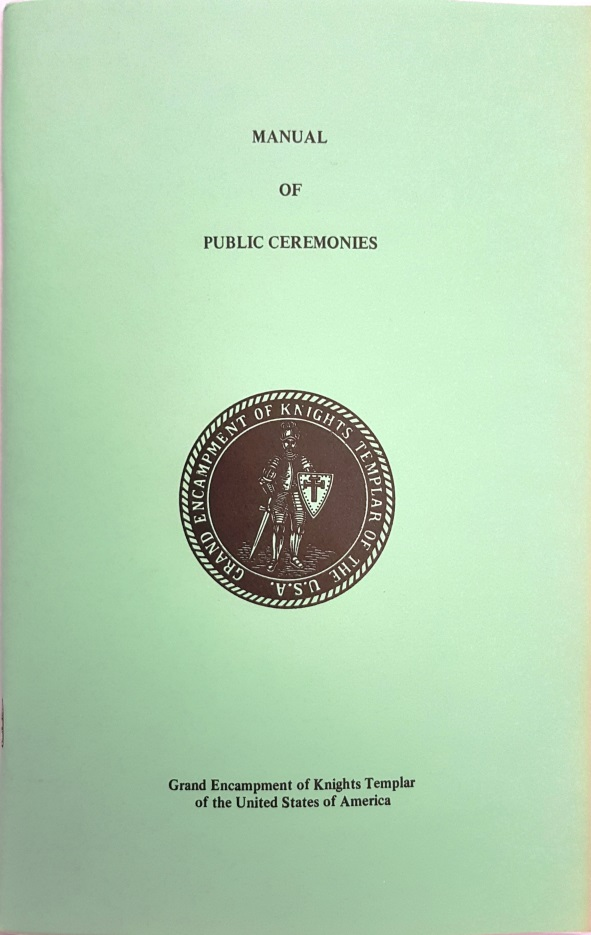 MANUAL
OF
PUBLIC CEREMONIES
GRAND ENCAMPMENT OF KNIGHTS TEMPLAR OF THE U.S.A.
Grand Encampment of Knights Templar
of the United States of America